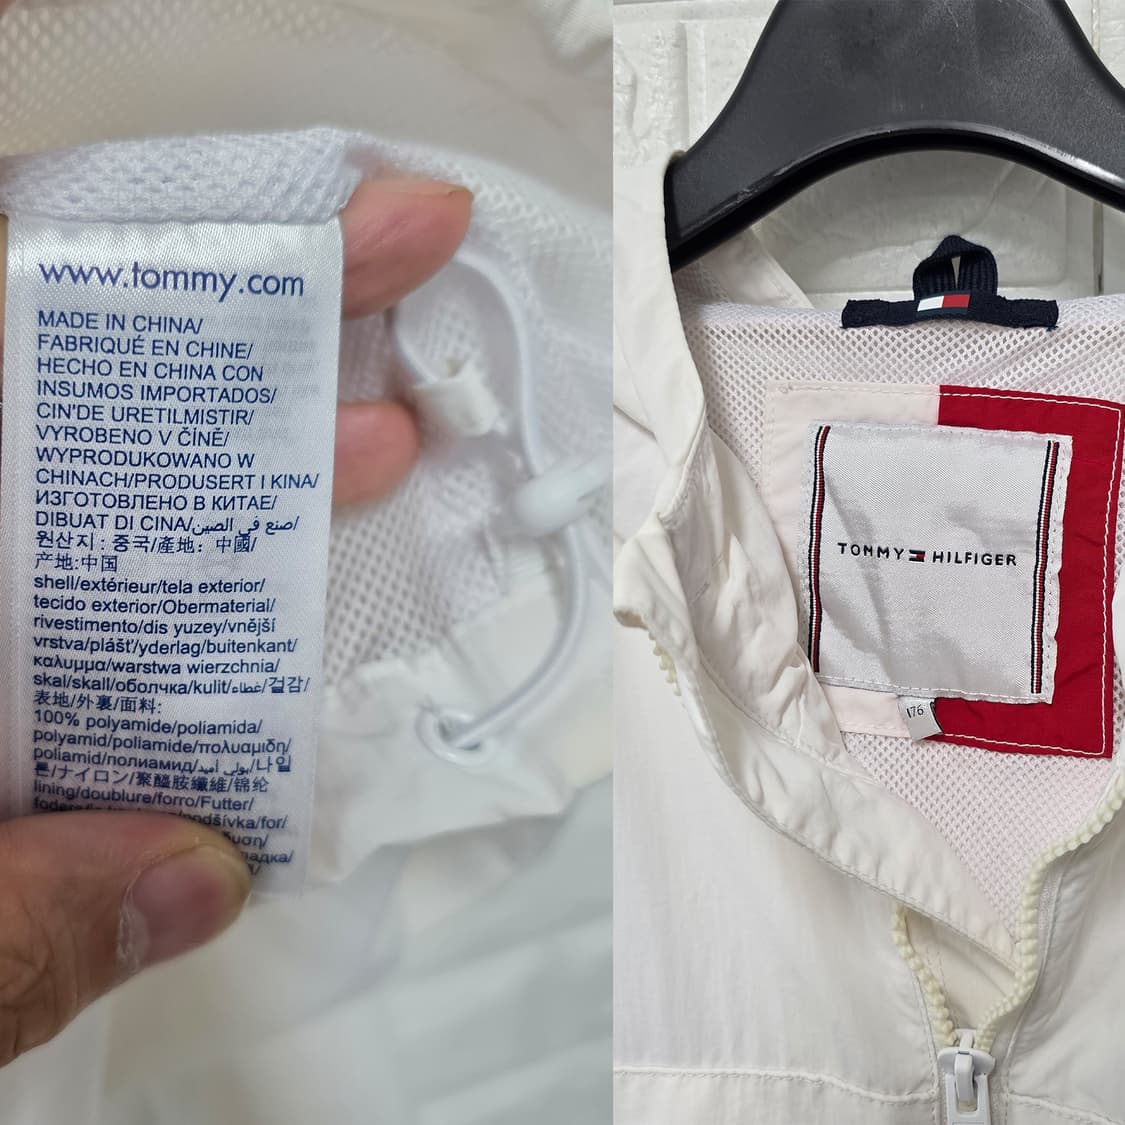 www.tommy.com
MADE IN CHINA/
FABRIQUÉ EN CHINE/
HECHO EN CHINA CON
INSUMOS IMPORTADOS/
CIN'DE URETILMISTIR/
VYROBENO V ČÍNĚ/
WYPRODUKOWANO W
CHINACH/PRODUSERT I KINA/
ИЗГОТОВЛЕНО В КИТАЕ/
DIBUAT DI CINA/صنع في الصين/
원산지: 중국/產地: 中國/
产地:中国
shell/extérieur/tela exterior/
tecido exterior/Obermaterial/
rivestimento/dis yuzey/vnější
vrstva/plášť/yderlag/buitenkant/
καλυμμα/warstwa wierzchnia/
skal/skall/оболчка/kulit/غطاء/겉감/
表地/外裏/面料:
100% polyamide/poliamida/
polyamid/poliamide/πολυαμιδη/
poliamid/полиамид/بولي أميد/나일
론/ナイロン/聚醯胺纖維/锦纶
lining/doublure/forro/Futter/
podšívka/for/
TOMMY HILFIGER
176